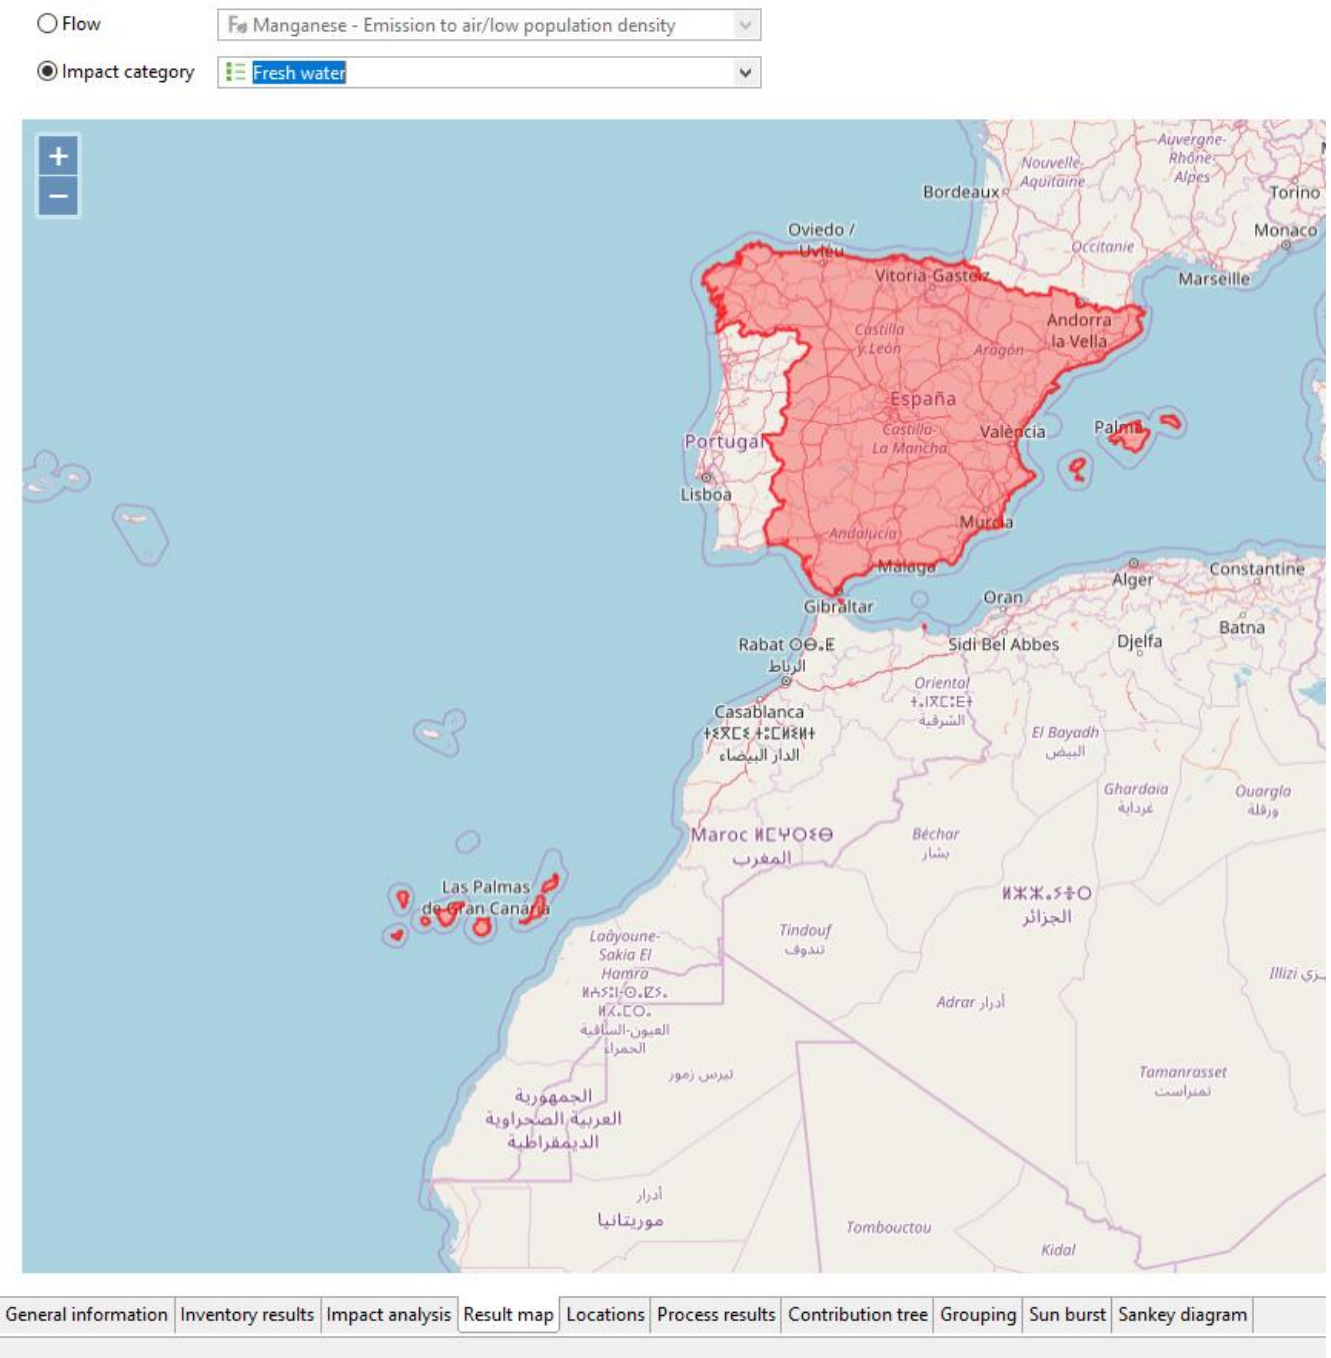 Flow
Manganese - Emission to air/low population density
Impact category
Fresh water
+
−
Auvergne-
Rhône-
Alpes
Nouvelle-
Aquitaine
Bordeaux
Torino
Oviedo /
Uviéu
Monaco
Occitanie
Vitoria-Gasteiz
Marseille
Andorra
la Vella
Castilla
y León
Aragón
España
Castilla-
La Mancha
València
Palma
Portugal
Lisboa
Murcia
Andalucía
Málaga
Gibraltar
Alger
Constantine
Oran
Batna
Rabat ⵔⴱⴰⵟ
الرباط
Sidi Bel Abbes
Djelfa
Oriental
الشرقية
Casablanca
الدار البيضاء
El Bayadh
البيض
Ghardaia
غرداية
Ouargla
ورقلة
Maroc ⵍⵎⵖⵔⵉⴱ
المغرب
Béchar
بشار
Las Palmas
de Gran Canaria
الجزائر
Tindouf
تندوف
Laâyoune-
Sakia El
Hamra
العيون-الساقية
الحمراء
Illizi
Adrar أدرار
تيرس زمور
Tamanrasset
تمنراست
الجمهورية
العربية الصحراوية
الديمقراطية
أدرار
موريتانيا
Tombouctou
Kidal
General information
Inventory results
Impact analysis
Result map
Locations
Process results
Contribution tree
Grouping
Sun burst
Sankey diagram